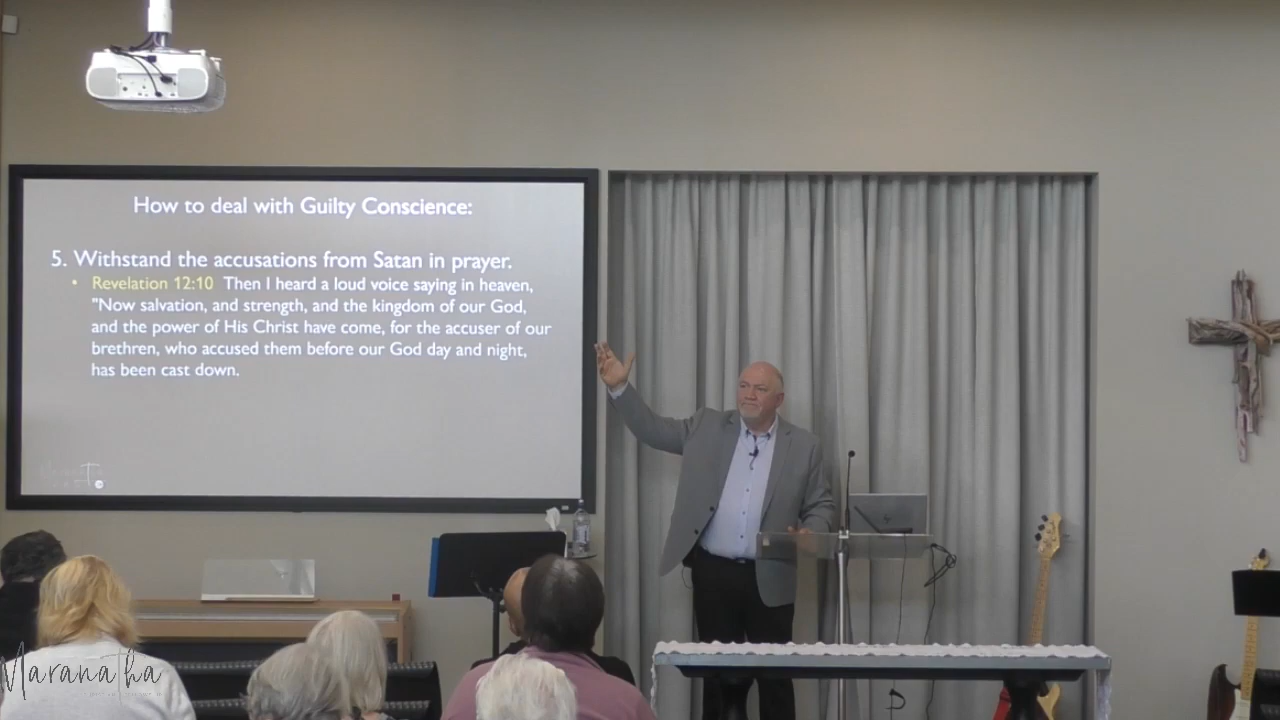 How to deal with Guilty Conscience:
5. Withstand the accusations from Satan in prayer.
• Revelation 12:10 Then I heard a loud voice saying in heaven,
"Now salvation, and strength, and the kingdom of our God,
and the power of His Christ have come, for the accuser of our
brethren, who accused them before our God day and night,
has been cast down.
Maranatha